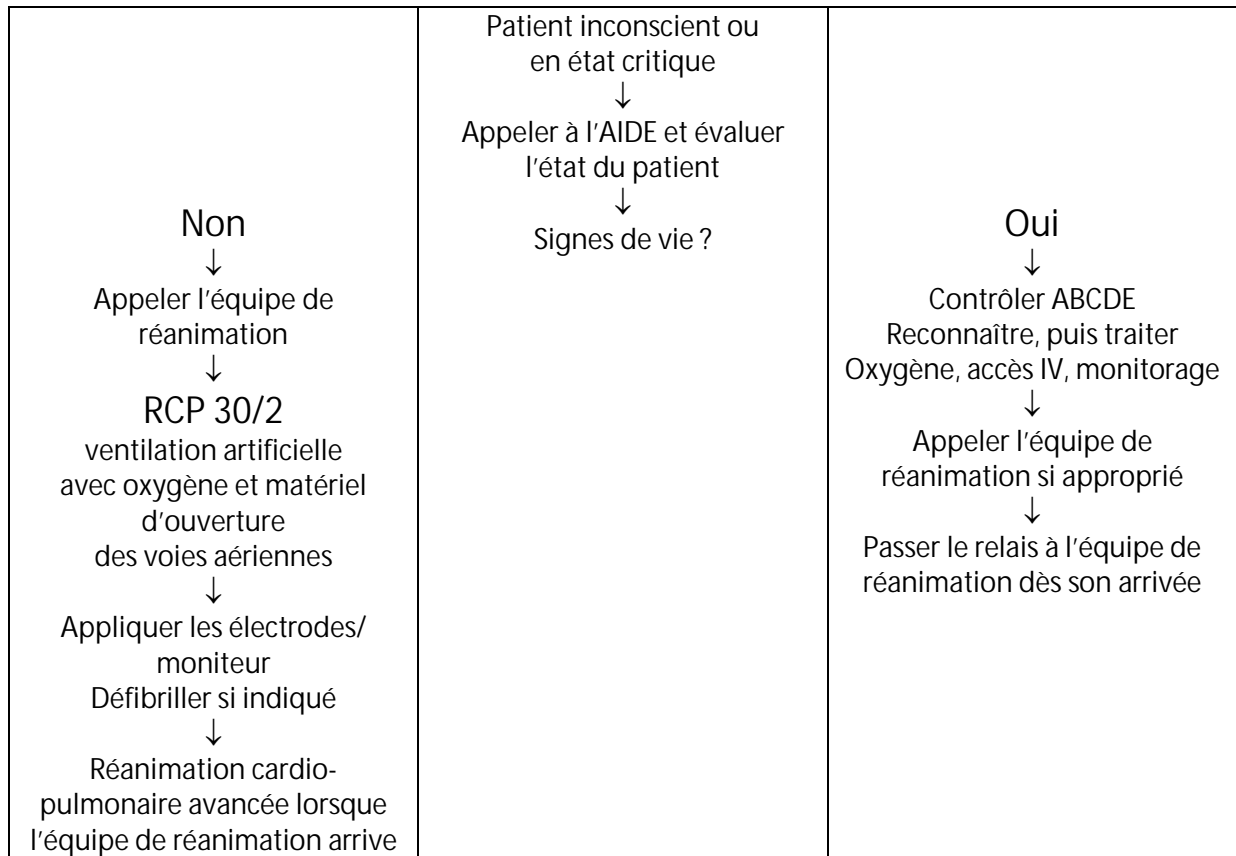 Patient inconscient ou
en état critique
↓
Appeler à l'AIDE et évaluer
l'état du patient
↓
Signes de vie ?
Non
↓
Appeler l'équipe de
réanimation
↓
RCP 30/2
ventilation artificielle
avec oxygène et matériel
d'ouverture
des voies aériennes
↓
Appliquer les électrodes/
moniteur
Défibriller si indiqué
↓
Réanimation cardio-
pulmonaire avancée lorsque
l'équipe de réanimation arrive
Oui
↓
Contrôler ABCDE
Reconnaître, puis traiter
Oxygène, accès IV, monitorage
↓
Appeler l'équipe de
réanimation si approprié
↓
Passer le relais à l'équipe de
réanimation dès son arrivée